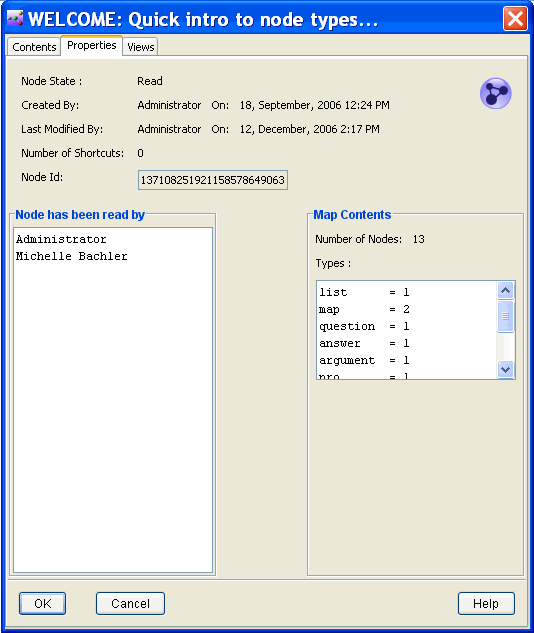 WELCOME: Quick intro to node types...
Contents Properties Views
Node State : Read
Created By: Administrator On: 18, September, 2006 12:24 PM
Last Modified By: Administrator On: 12, December, 2006 2:17 PM
Number of Shortcuts: 0
Node Id: 137108251921158578649063
Node has been read by
Administrator
Michelle Bachler
Map Contents
Number of Nodes: 13
Types :
list = 1
map = 2
question = 1
answer = 1
argument = 1
pro = 1
OK Cancel Help